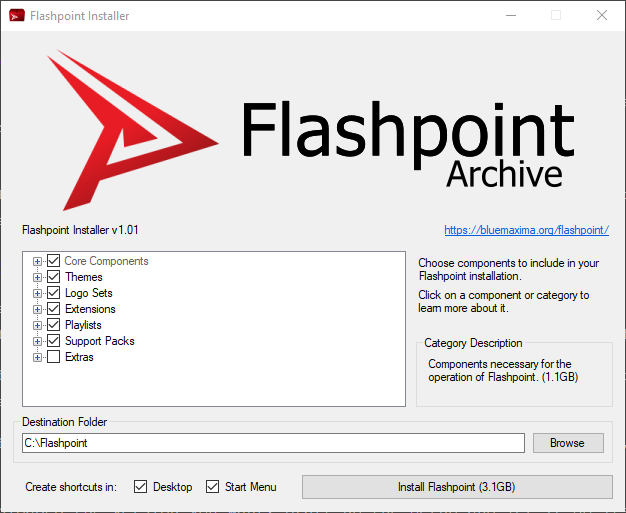 Flashpoint Installer
Flashpoint
Archive
Flashpoint Installer v1.01
https://bluemaxima.org/flashpoint/
Core Components
Themes
Logo Sets
Extensions
Playlists
Support Packs
Extras
Choose components to include in your
Flashpoint installation.
Click on a component or category to
learn more about it.
Category Description
Components necessary for the
operation of Flashpoint. (1.1GB)
Destination Folder
C:\Flashpoint
Browse
Create shortcuts in:
Desktop
Start Menu
Install Flashpoint (3.1GB)